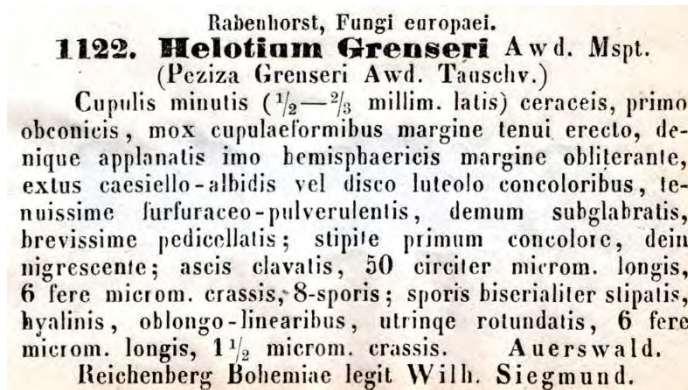 Rabenhorst, Fungi europaei.
1122. Helotium Grenseri Awd. Mspt.
(Peziza Grenseri Awd. Tauschv.)
Cupulis minutis (1/2—2/3 millim. latis) ceraceis, primo
obconicis, mox cupulaeformibus margine tenui erecto, de-
nique applanatis imo hemisphaericis margine obliterante,
extus caesiello-albidis vel disco luteolo concoloribus, te-
nuissime furfuraceo-pulverulentis, demum subglabratis,
brevissime pedicellatis; stipite primum concolore, dein
nigrescente; ascis clavatis, 50 circiter microm. longis,
6 fere microm. crassis, 8-sporis; sporis biserialiter stipatis,
hyalinis, oblongo-linearibus, utrinqe rotundatis, 6 fere
microm. longis, 1 1/2 microm. crassis. Auerswald.
Reichenberg Bohemiae legit Wilh. Siegmund.